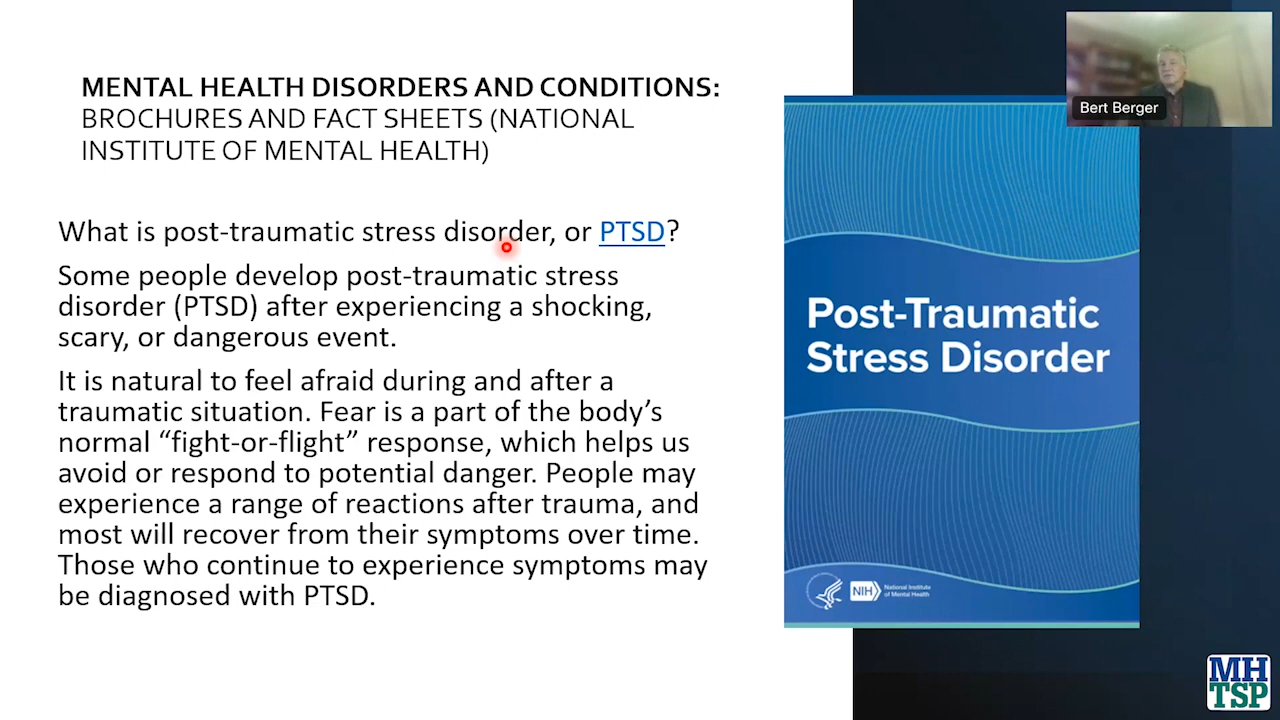 MENTAL HEALTH DISORDERS AND CONDITIONS:
BROCHURES AND FACT SHEETS (NATIONAL
INSTITUTE OF MENTAL HEALTH)
What is post-traumatic stress disorder, or PTSD?
Some people develop post-traumatic stress
disorder (PTSD) after experiencing a shocking,
scary, or dangerous event.
It is natural to feel afraid during and after a
traumatic situation. Fear is a part of the body’s
normal “fight-or-flight” response, which helps us
avoid or respond to potential danger. People may
experience a range of reactions after trauma, and
most will recover from their symptoms over time.
Those who continue to experience symptoms may
be diagnosed with PTSD.
Bert Berger
Post-Traumatic
Stress Disorder
NIH
National Institute
of Mental Health
MH
TSP